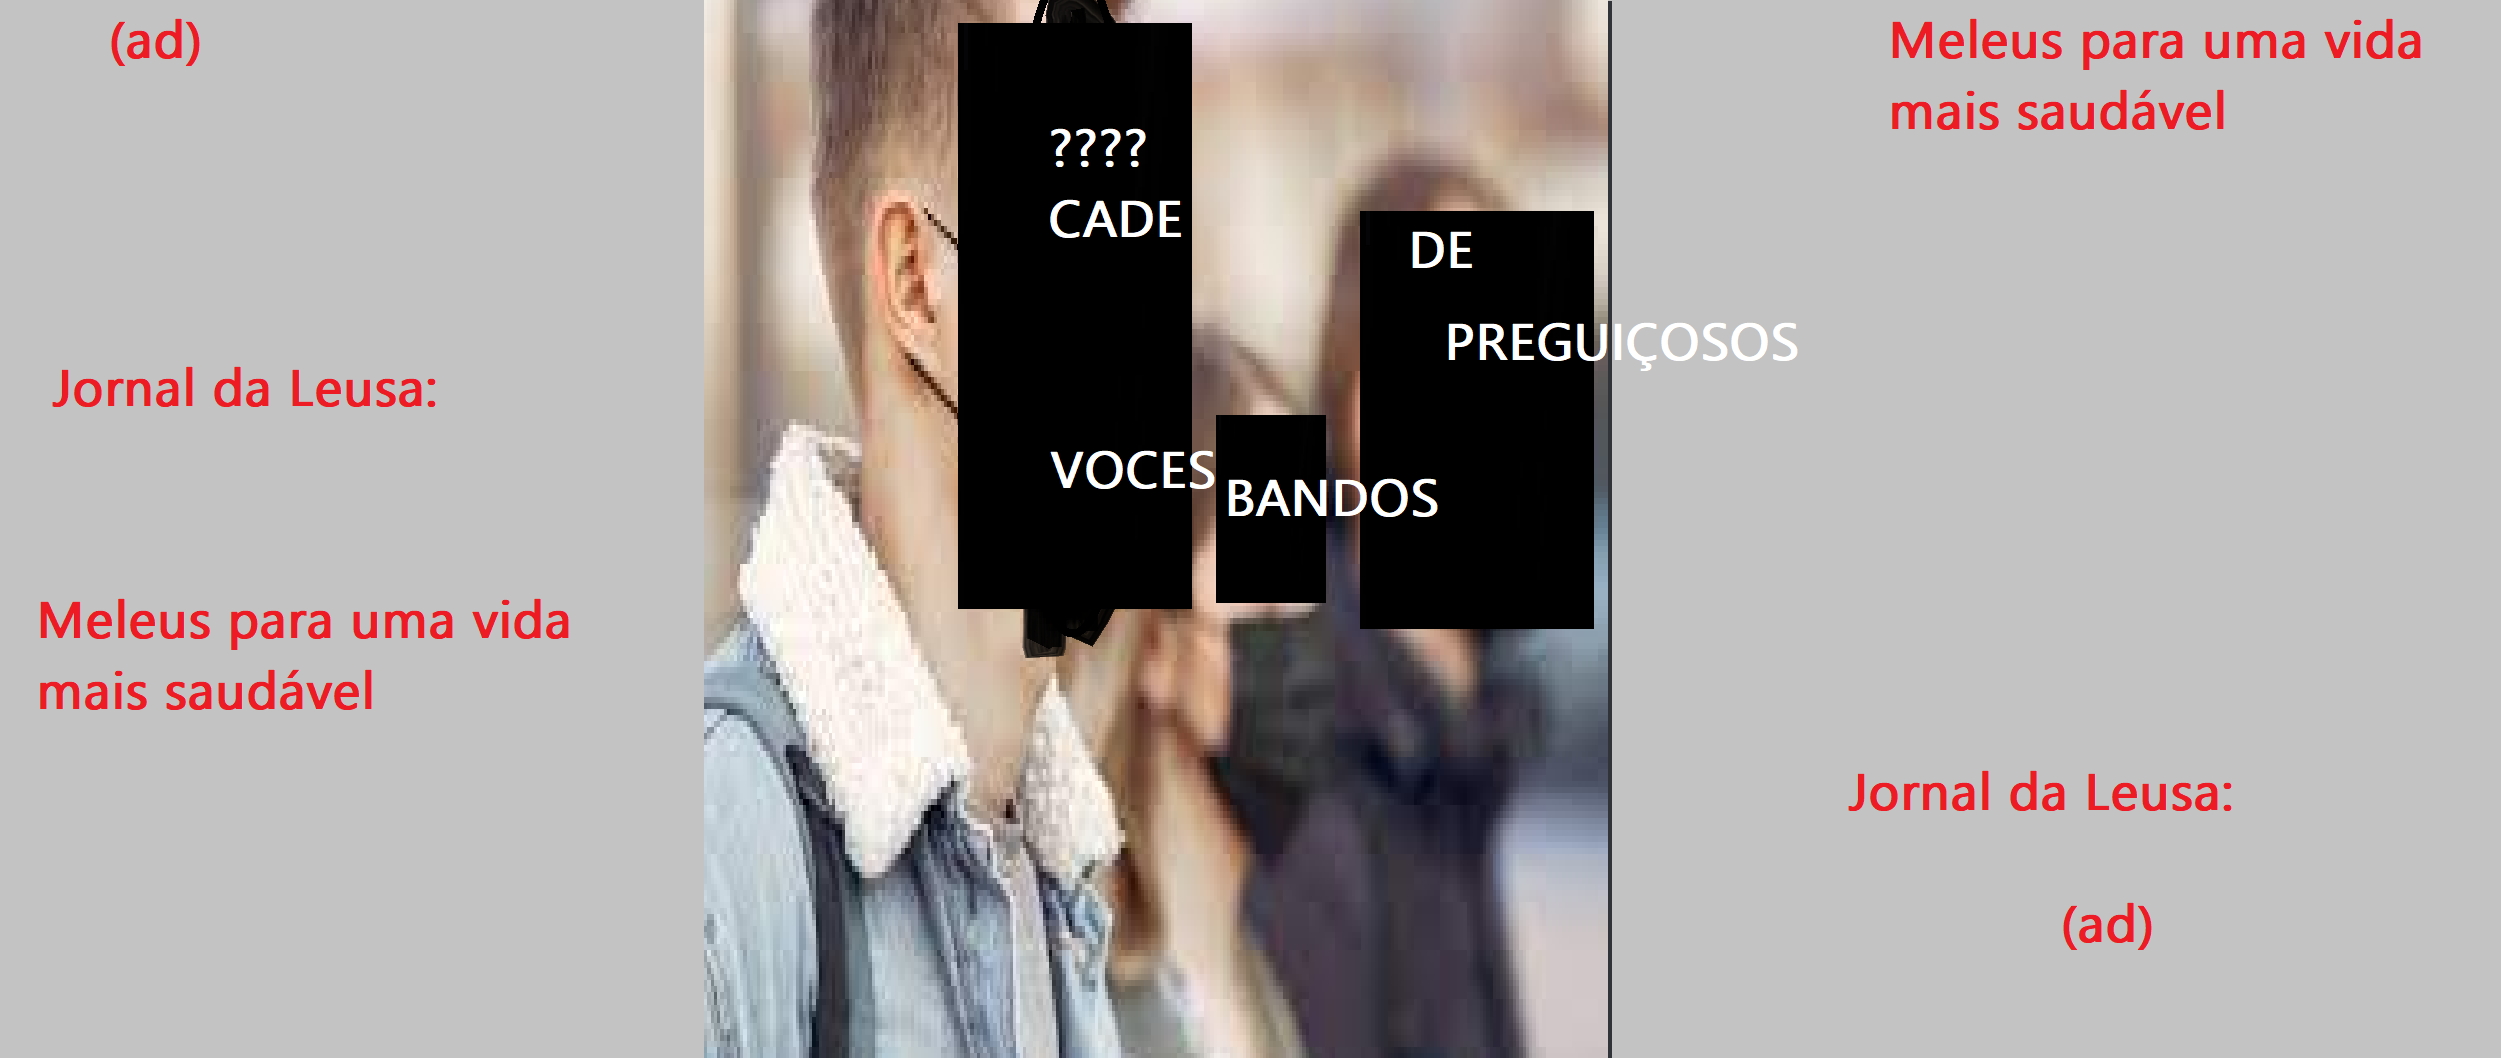 (ad)
Jornal da Leusa:
Meleus para uma vida
mais saudável
????
CADE
VOCES
BANDOS
DE
PREGUIÇOSOS
Meleus para uma vida
mais saudável
Jornal da Leusa:
(ad)